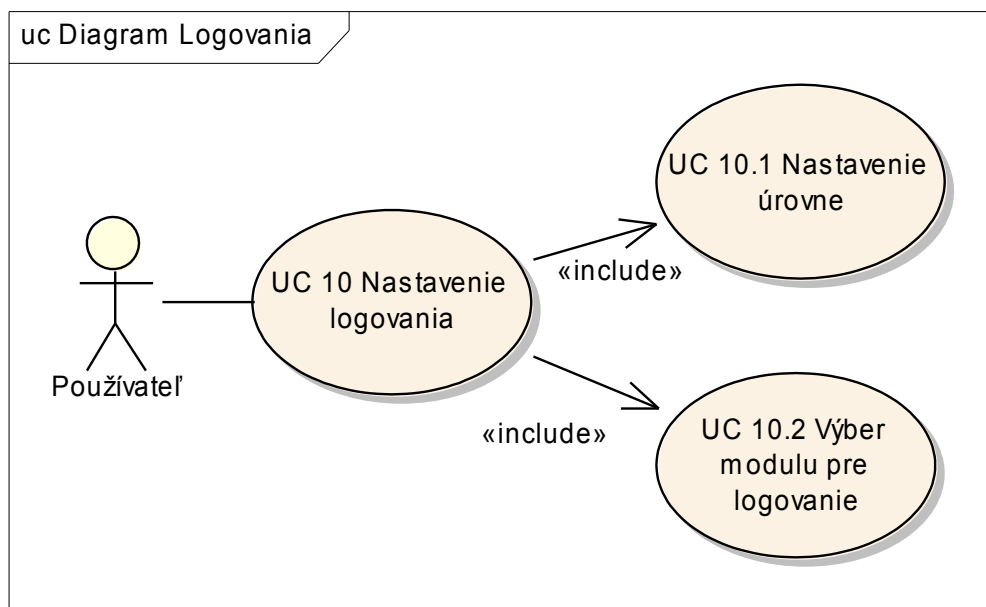 uc Diagram Logovania
UC 10.1 Nastavenie
úrovne
UC 10 Nastavenie
logovania
«include»
Používateľ
«include»
UC 10.2 Výber
modulu pre
logovanie